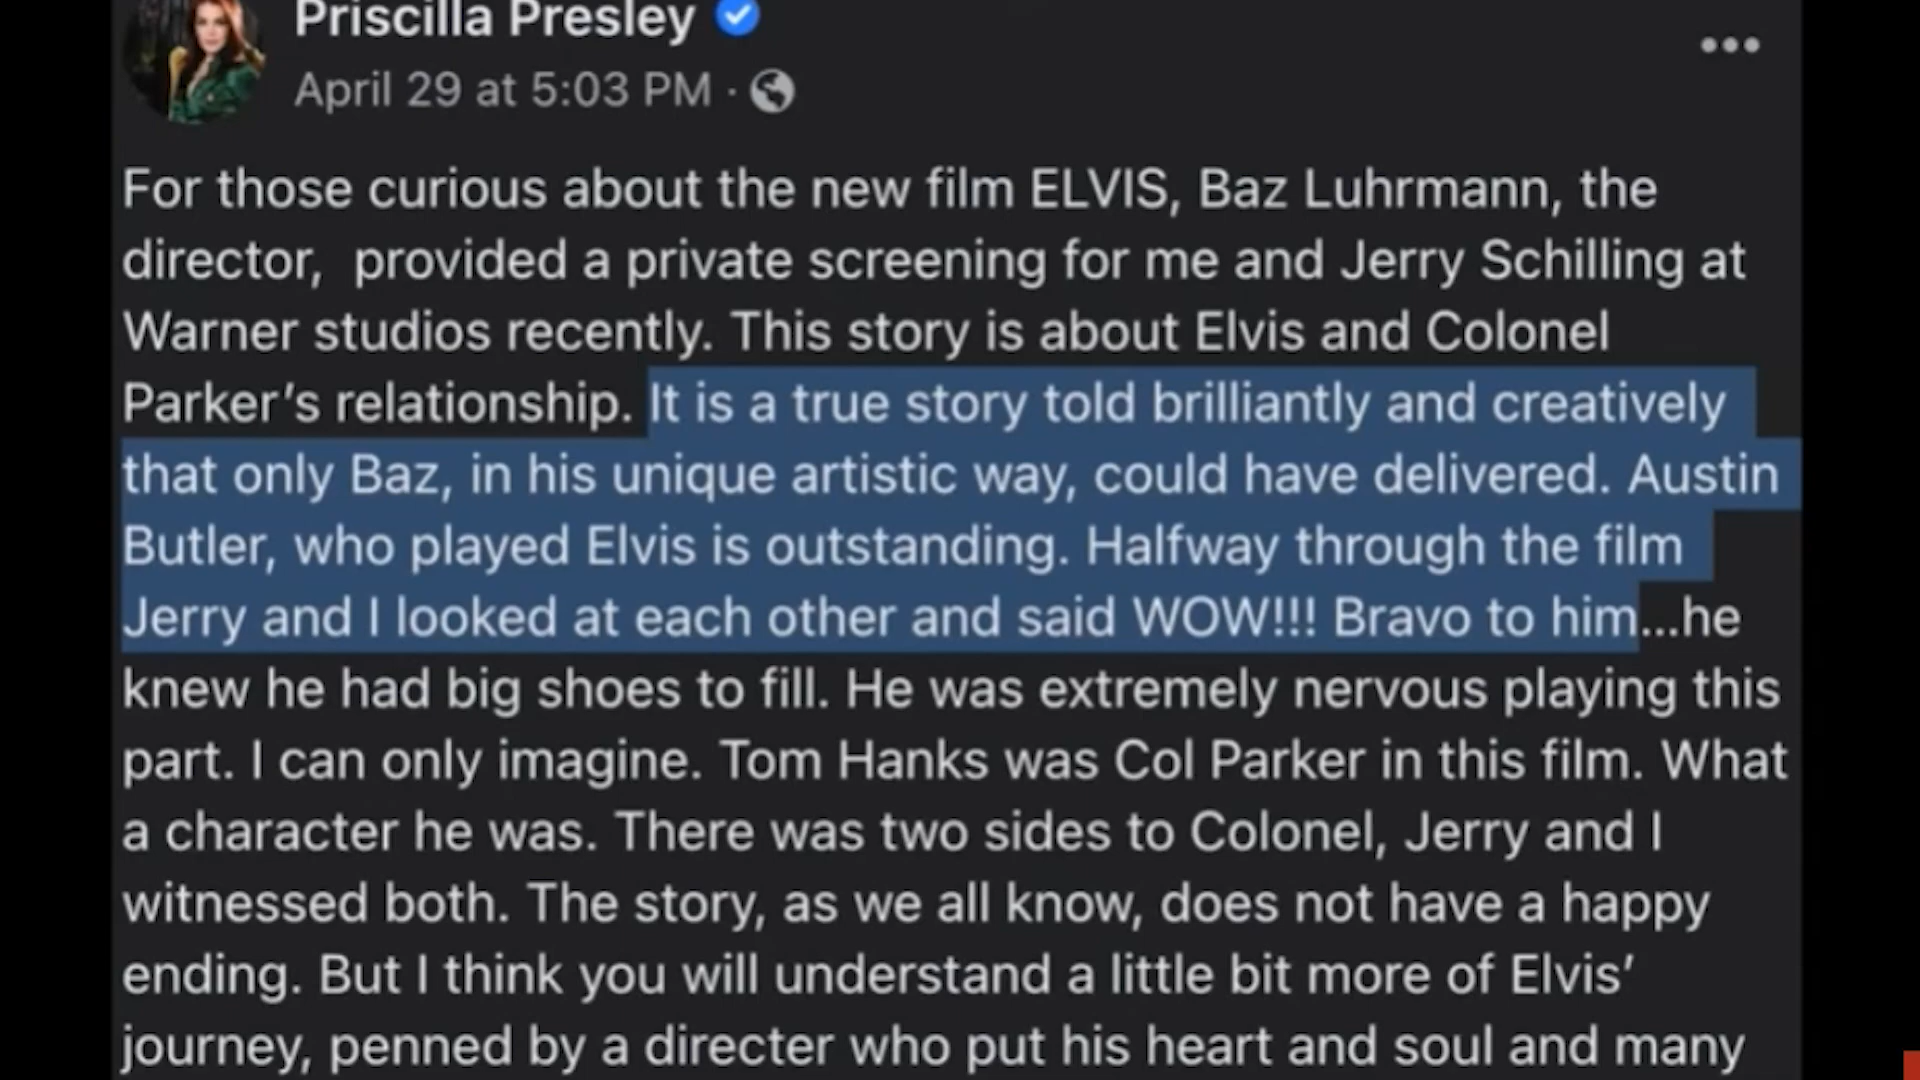 Priscilla Presley
April 29 at 5:03 PM ·
For those curious about the new film ELVIS, Baz Luhrmann, the
director,  provided a private screening for me and Jerry Schilling at
Warner studios recently. This story is about Elvis and Colonel
Parker’s relationship. It is a true story told brilliantly and creatively
that only Baz, in his unique artistic way, could have delivered. Austin
Butler, who played Elvis is outstanding. Halfway through the film
Jerry and I looked at each other and said WOW!!! Bravo to him...he
knew he had big shoes to fill. He was extremely nervous playing this
part. I can only imagine. Tom Hanks was Col Parker in this film. What
a character he was. There was two sides to Colonel, Jerry and I
witnessed both. The story, as we all know, does not have a happy
ending. But I think you will understand a little bit more of Elvis’
journey, penned by a directer who put his heart and soul and many